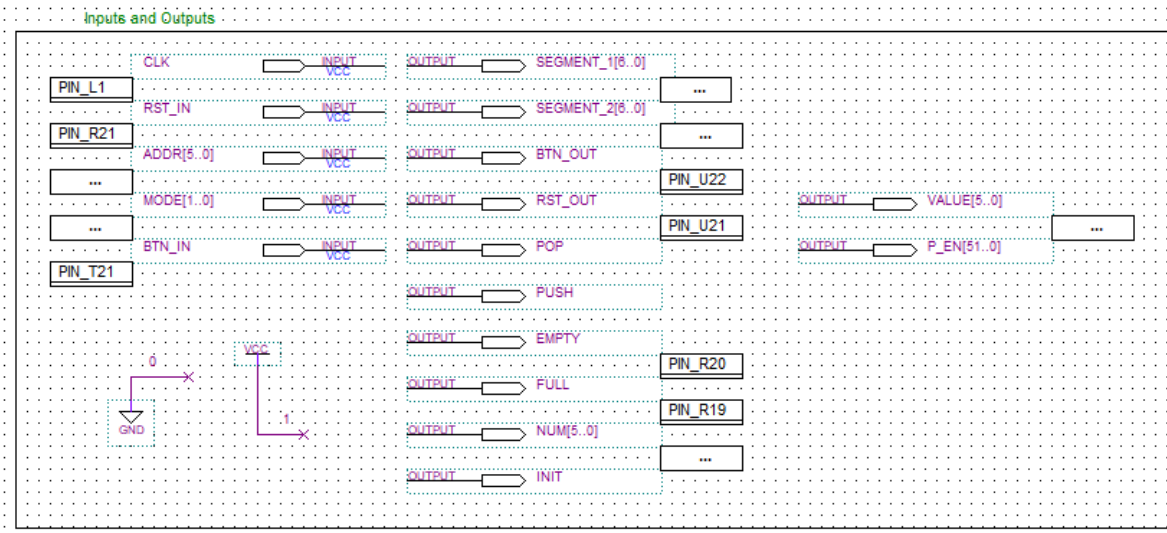 Inputs and Outputs
CLK INPUT VCC OUTPUT SEGMENT_1[6..0]
PIN_L1 ...
RST_IN INPUT VCC OUTPUT SEGMENT_2[6..0]
PIN_R21 ...
ADDR[5..0] INPUT VCC OUTPUT BTN_OUT
... PIN_U22
MODE[1..0] INPUT VCC OUTPUT RST_OUT OUTPUT VALUE[5..0]
... PIN_U21 ...
BTN_IN INPUT VCC OUTPUT POP OUTPUT P_EN[51..0]
PIN_T21
OUTPUT PUSH
VCC OUTPUT EMPTY
0 PIN_R20
OUTPUT FULL
PIN_R19
GND 1 OUTPUT NUM[5..0]
...
OUTPUT INIT